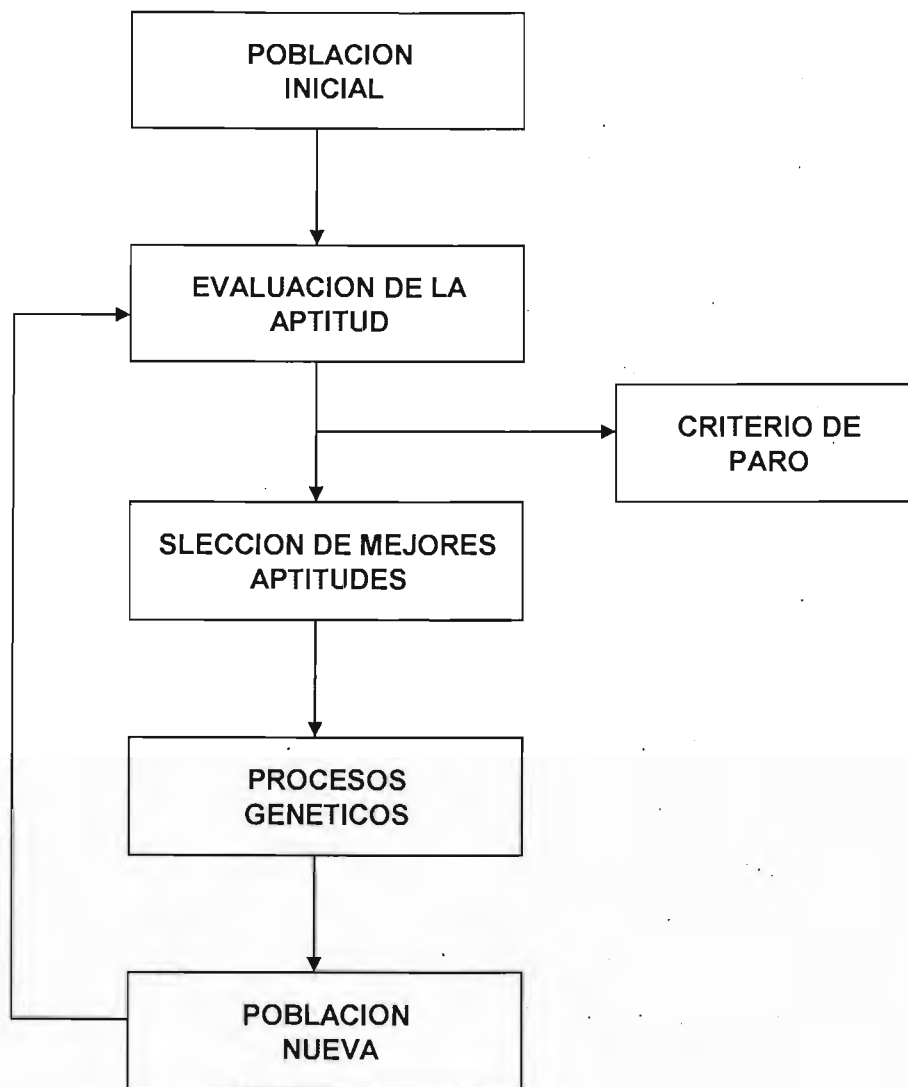 POBLACION
INICIAL
EVALUACION DE LA
APTITUD
CRITERIO DE
PARO
SLECCION DE MEJORES
APTITUDES
PROCESOS
GENETICOS
POBLACION
NUEVA